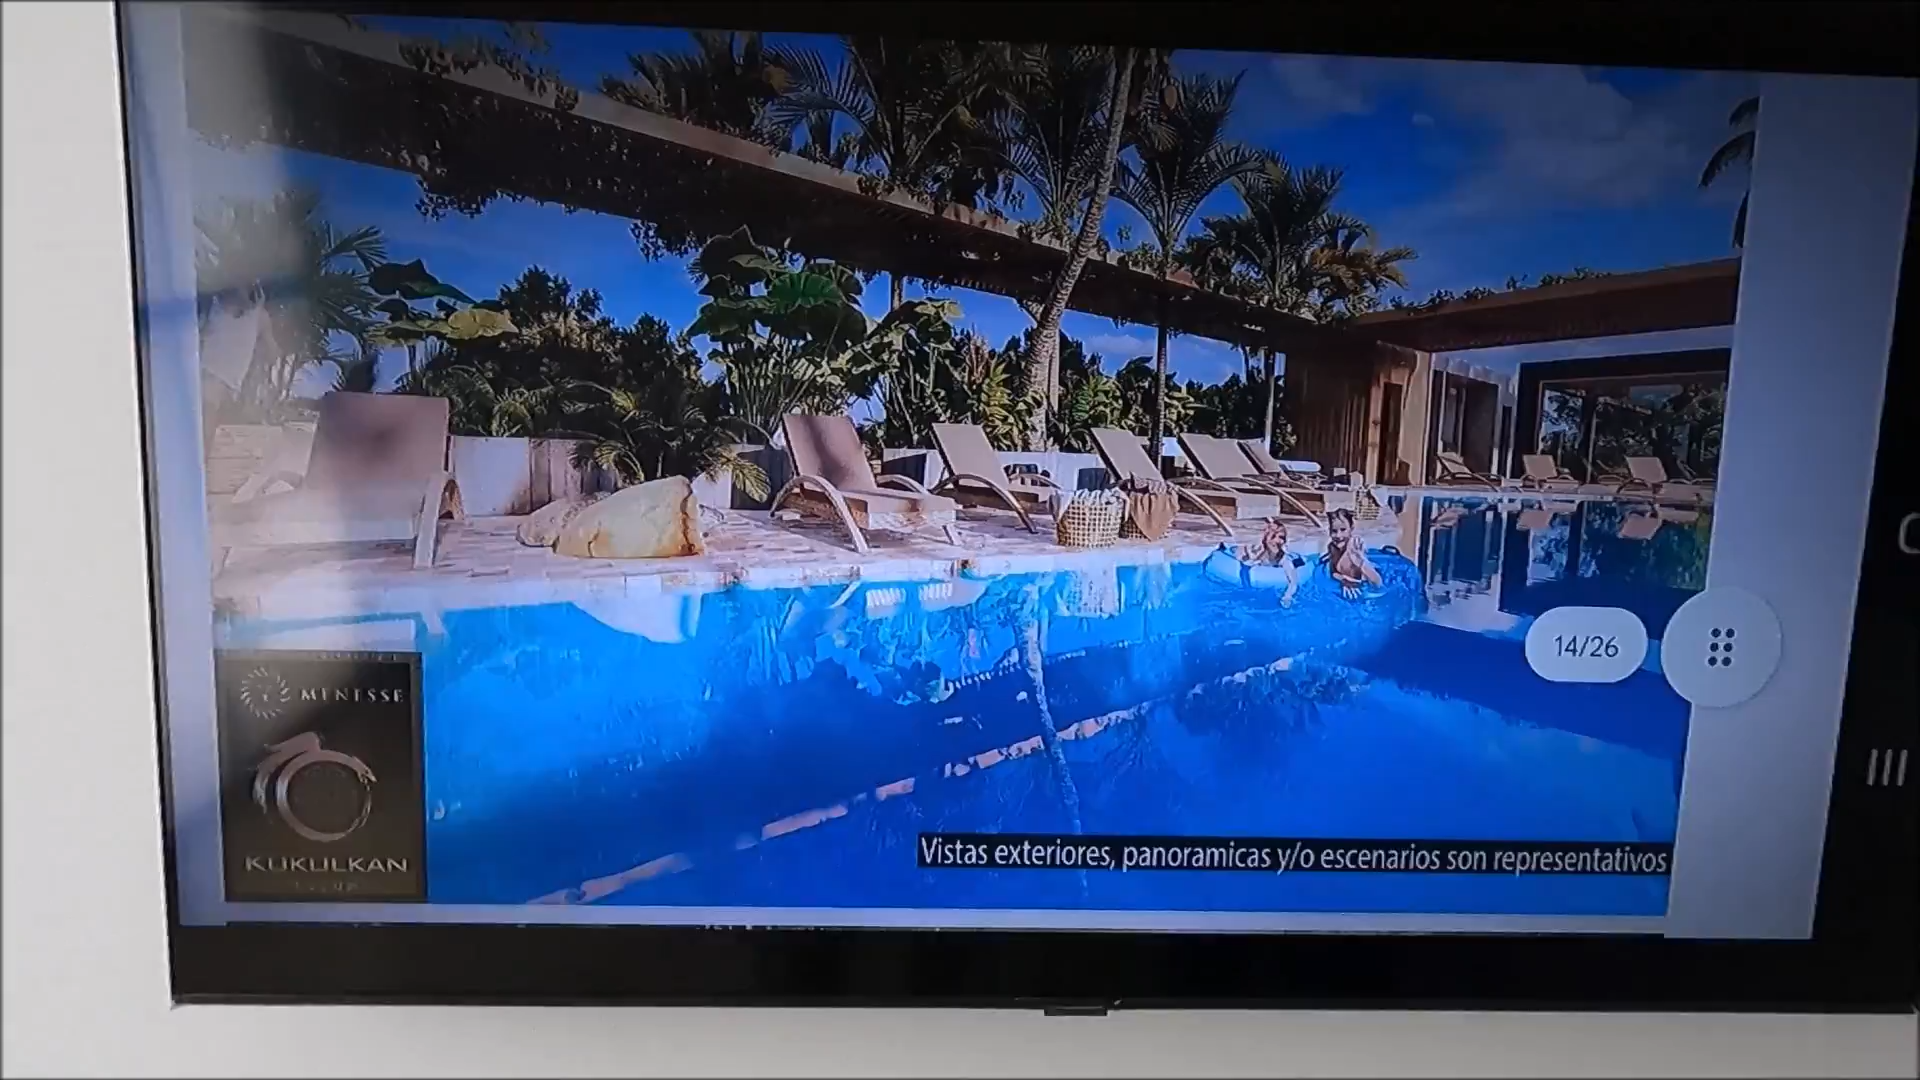 14/26
MENESSE
KUKULKAN
Vistas exteriores, panoramicas y/o escenarios son representativos